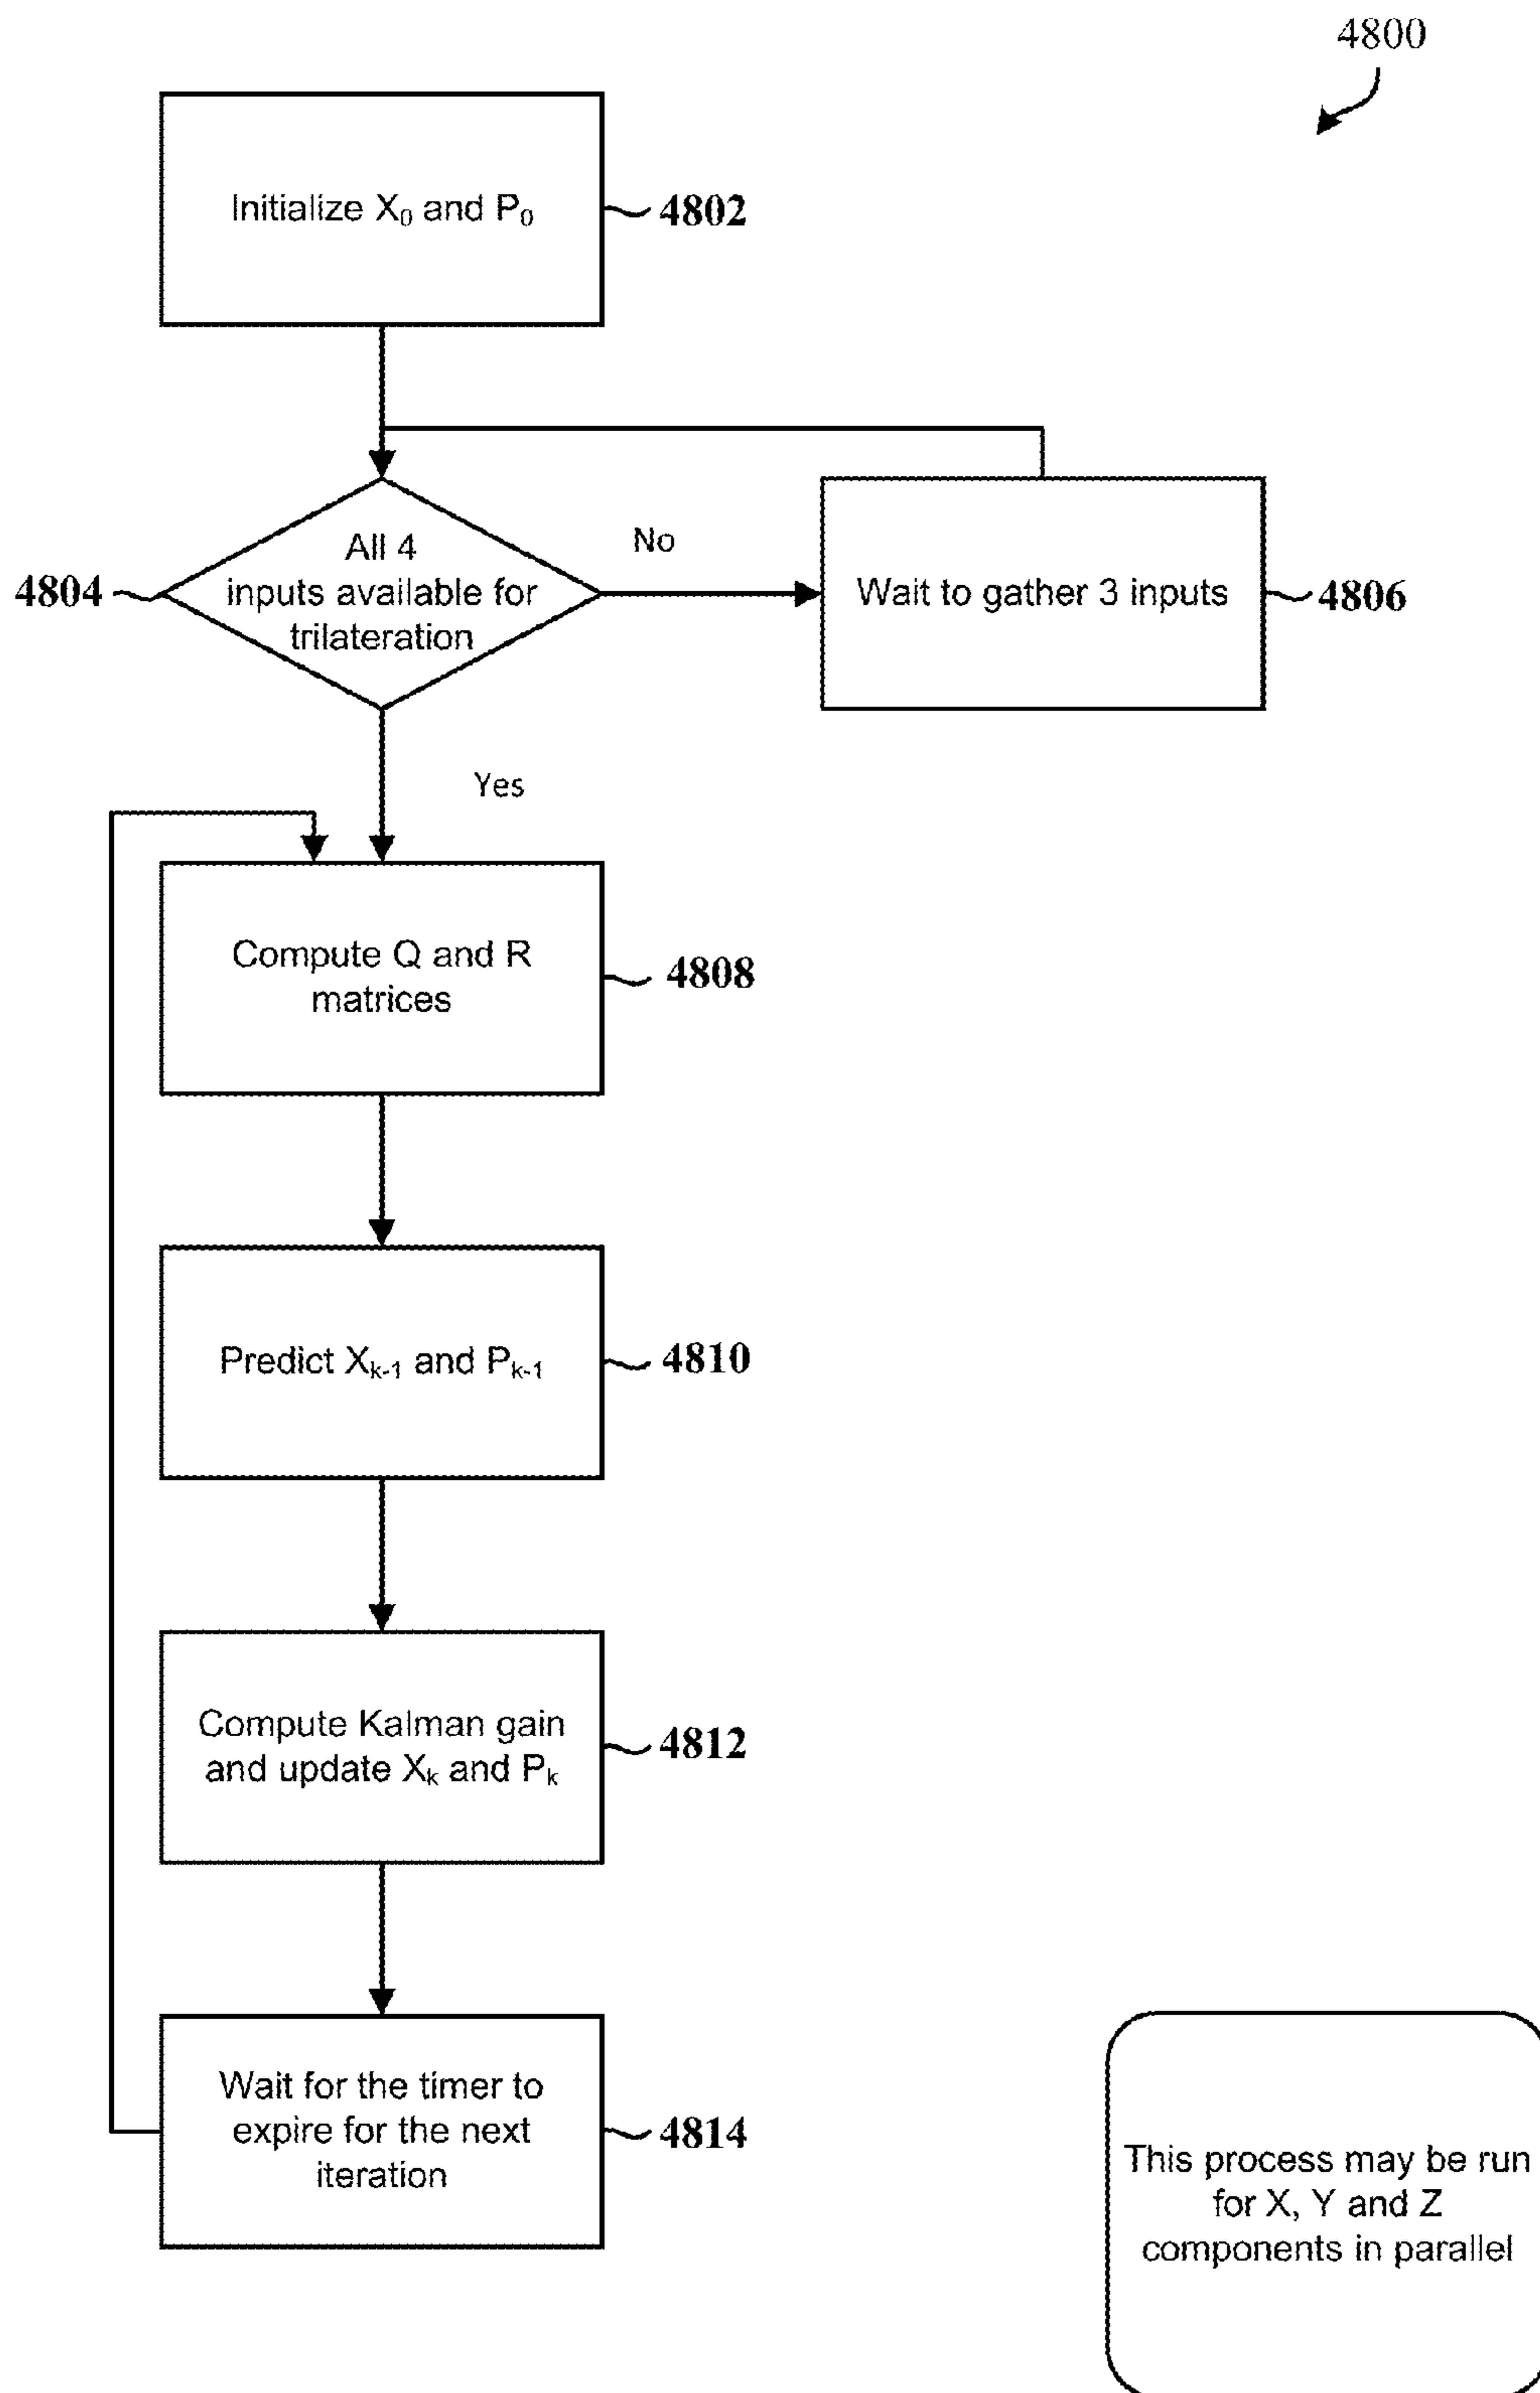 4800
Initialize X₀ and P₀
4802
All 4
inputs available for
trilateration
4804
No
Wait to gather 3 inputs
4806
Yes
Compute Q and R
matrices
4808
Predict Xₖ₋₁ and Pₖ₋₁
4810
Compute Kalman gain
and update Xₖ and Pₖ
4812
Wait for the timer to
expire for the next
iteration
4814
This process may be run
for X, Y and Z
components in parallel